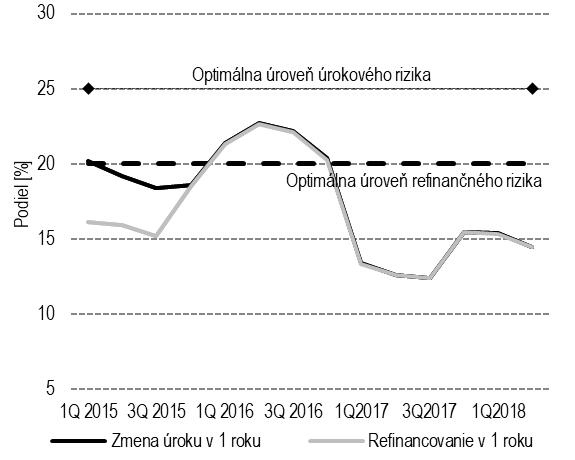 30
Optimálna úroveň úrokového rizika
25
20
Optimálna úroveň refinančného rizika
Podiel [%]
15
10
5
1Q 2015 3Q 2015 1Q 2016 3Q 2016 1Q2017 3Q2017 1Q2018
Zmena úroku v 1 roku Refinancovanie v 1 roku